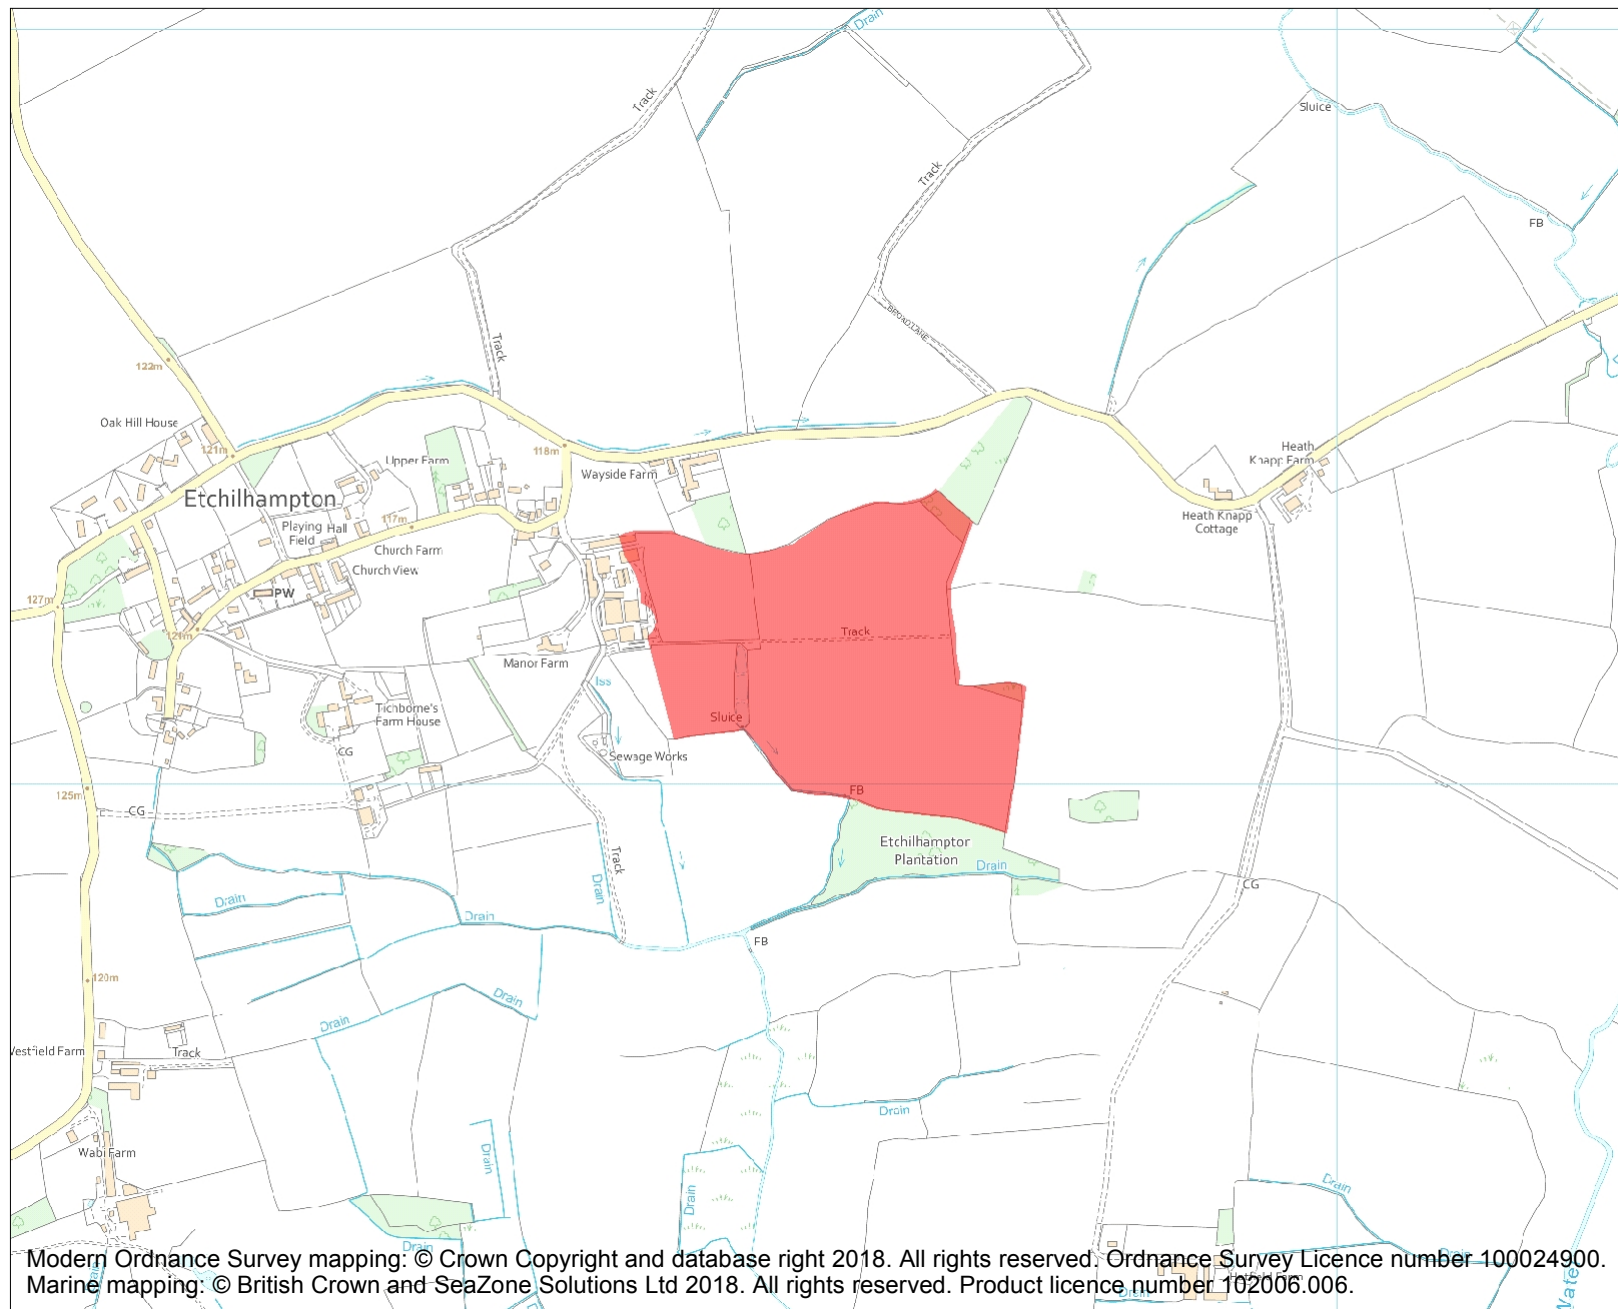 Drain
Track
Sluice
Track
FB
BROAD LANE
Track
122m
Oak Hill House
121m
118m
Upper Farm
Wayside Farm
Heath
Knapp Farm
Etchilhampton
117m
Playing
Field
Hall
Heath Knapp
Cottage
Church Farm
Church View
PW
127m
121m
Track
Manor Farm
Iss
Tichborne's
Farm House
Sluice
CG
Sewage Works
125m
FB
CG
Etchilhampton
Plantation
Track
Drain
Drain
CG
Drain
Drain
FB
120m
Drain
Drain
Westfield Farm
Track
Drain
Wabi Farm
Drain
Drain
Drain
Drain
Drain
Drain
Drain
Drain
Modern Ordnance Survey mapping: © Crown Copyright and database right 2018. All rights reserved. Ordnance Survey Licence number 100024900.
Marine mapping: © British Crown and SeaZone Solutions Ltd 2018. All rights reserved. Product licence number 102006.006.